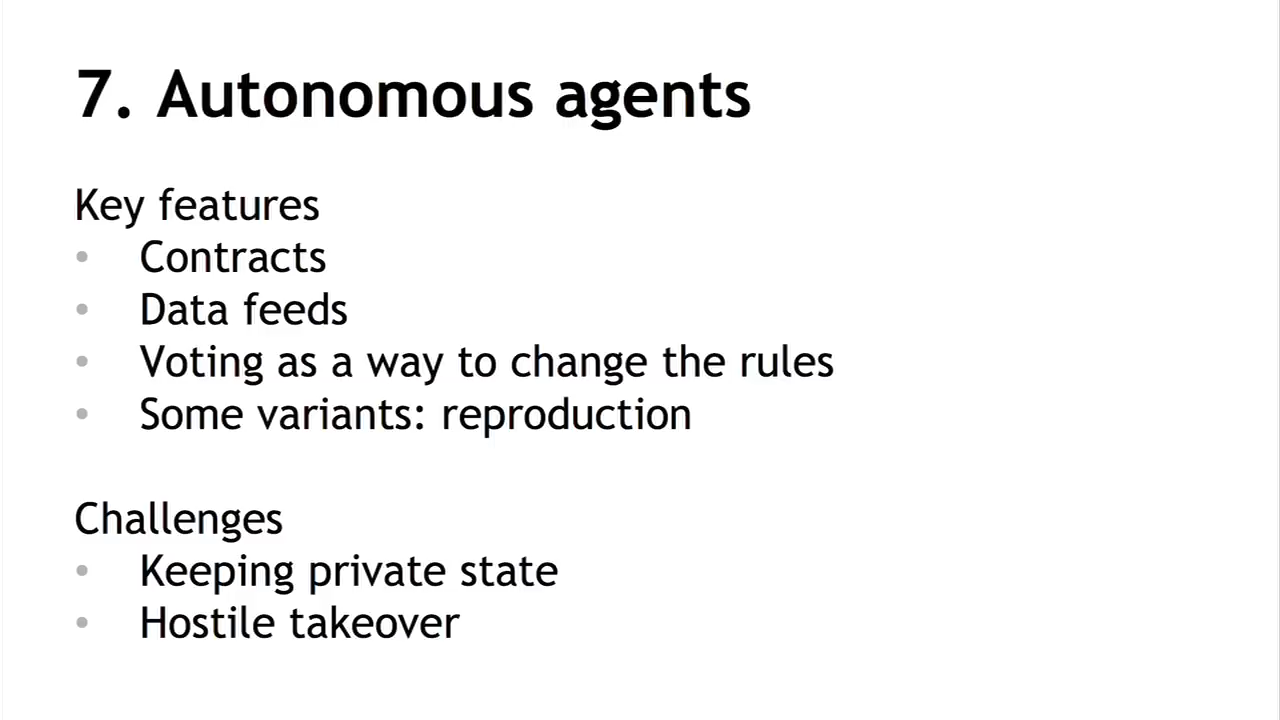 7. Autonomous agents
Key features
• Contracts
• Data feeds
• Voting as a way to change the rules
• Some variants: reproduction
Challenges
• Keeping private state
• Hostile takeover